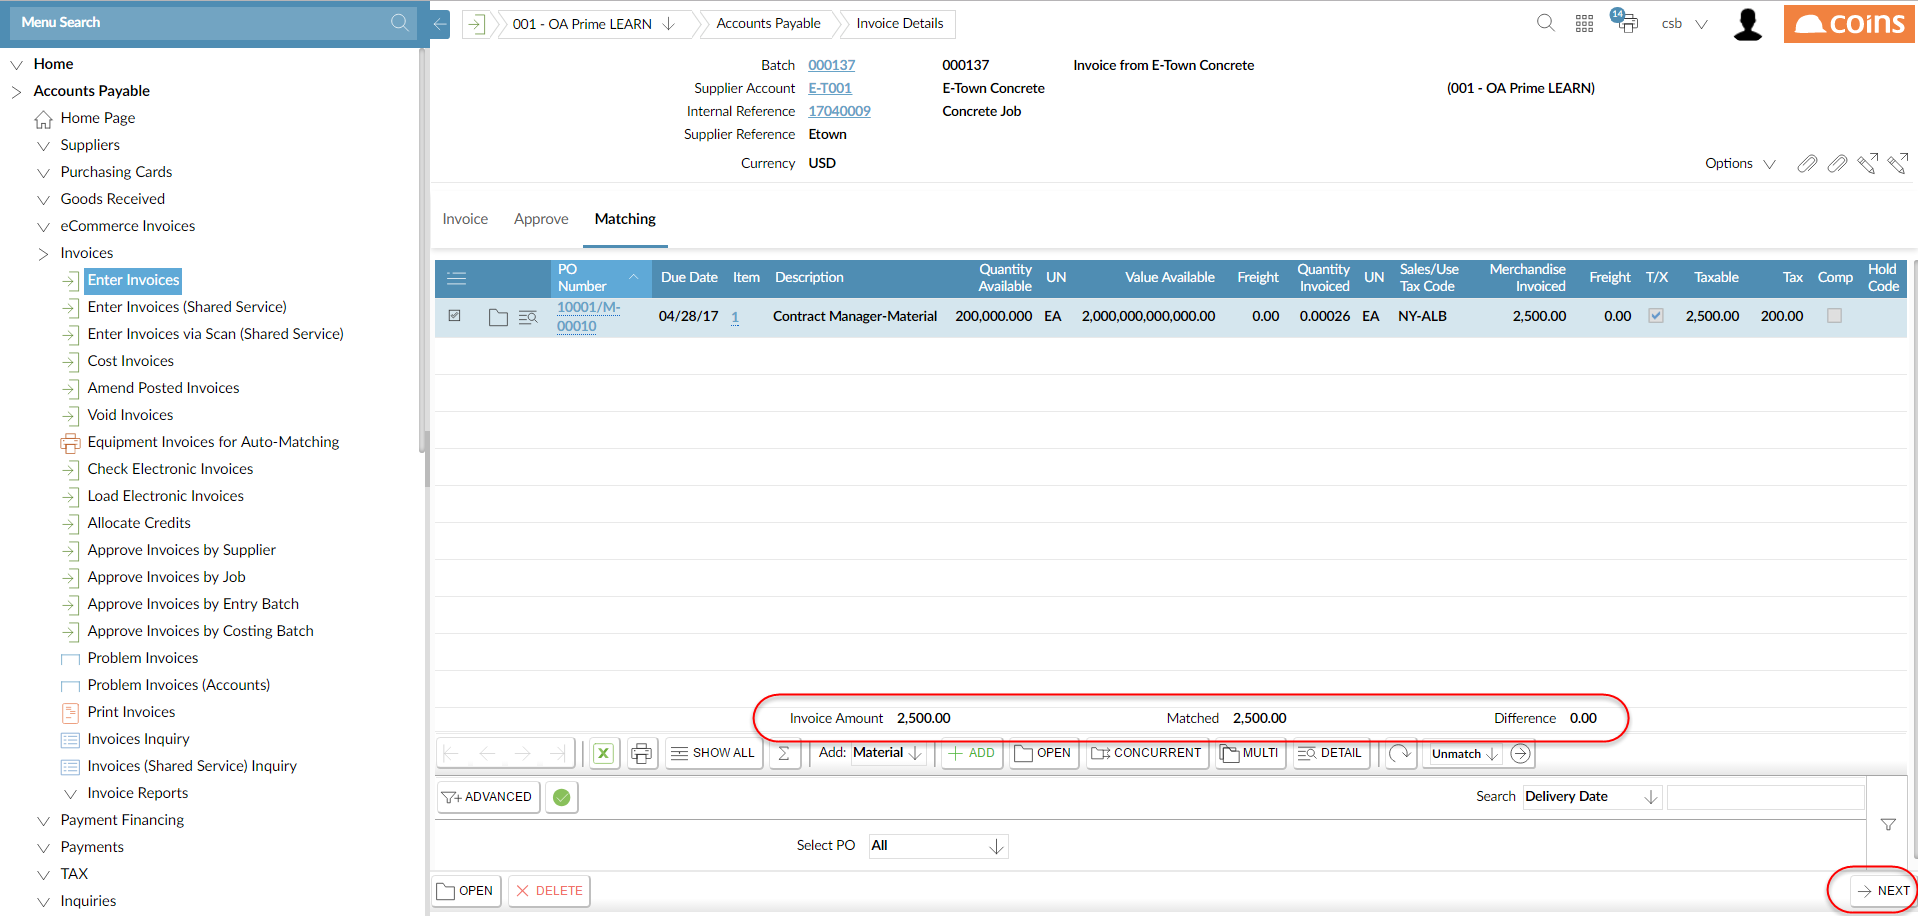 Menu Search
Home
Accounts Payable
Home Page
Suppliers
Purchasing Cards
Goods Received
eCommerce Invoices
Invoices
Enter Invoices
Enter Invoices (Shared Service)
Enter Invoices via Scan (Shared Service)
Cost Invoices
Amend Posted Invoices
Void Invoices
Equipment Invoices for Auto-Matching
Check Electronic Invoices
Load Electronic Invoices
Allocate Credits
Approve Invoices by Supplier
Approve Invoices by Job
Approve Invoices by Entry Batch
Approve Invoices by Costing Batch
Problem Invoices
Problem Invoices (Accounts)
Print Invoices
Invoices Inquiry
Invoices (Shared Service) Inquiry
Invoice Reports
Payment Financing
Payments
TAX
Inquiries
001 - OA Prime LEARN Accounts Payable Invoice Details 14 csb coins
Batch 000137 000137 Invoice from E-Town Concrete
Supplier Account E-T001 E-Town Concrete (001 - OA Prime LEARN)
Internal Reference 17040009 Concrete Job
Supplier Reference Etown
Currency USD
Options
Invoice Approve Matching
PO Number Due Date Item Description Quantity Available UN Value Available Freight Quantity Invoiced UN Sales/Use Tax Code Merchandise Invoiced Freight T/X Taxable Tax Comp Hold Code
10001/M-00010 04/28/17 1 Contract Manager-Material 200,000.000 EA 2,000,000,000,000.00 0.00 0.00026 EA NY-ALB 2,500.00 0.00 2,500.00 200.00
Invoice Amount 2,500.00 Matched 2,500.00 Difference 0.00
SHOW ALL Σ Add: Material ADD OPEN CONCURRENT MULTI DETAIL Unmatch
ADVANCED Search Delivery Date
Select PO All
OPEN DELETE NEXT